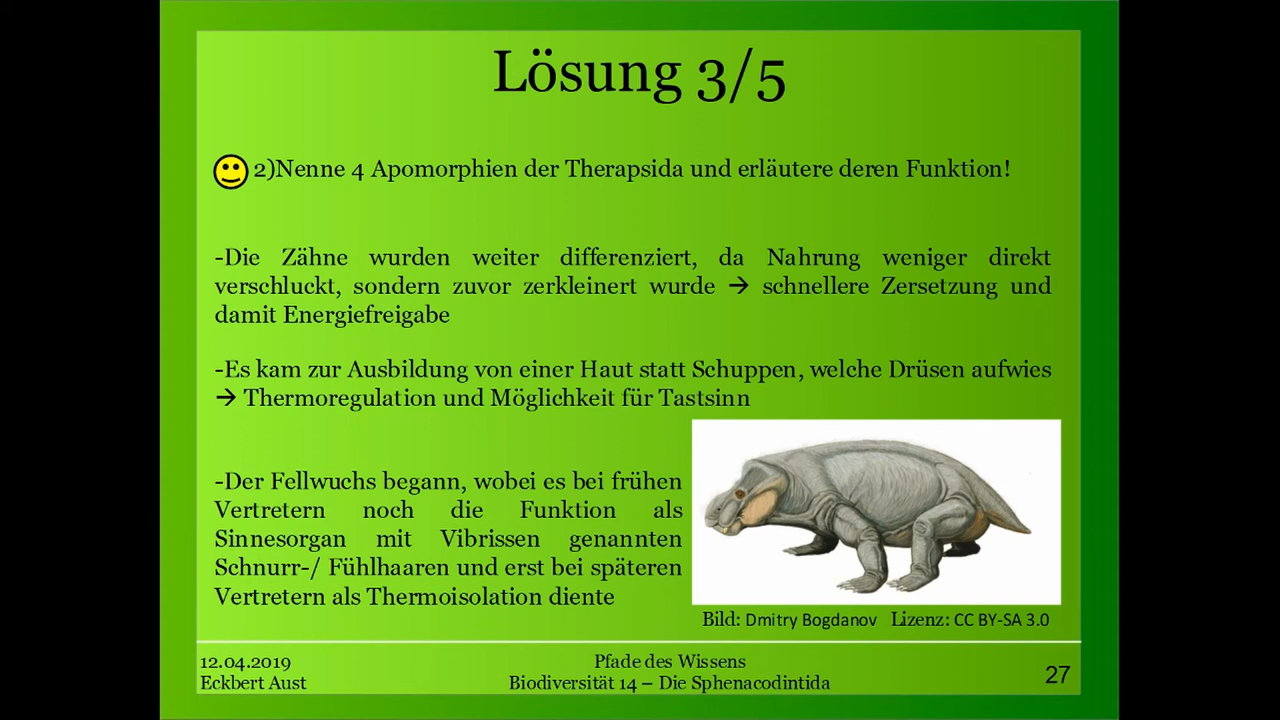 Lösung 3/5
2)Nenne 4 Apomorphien der Therapsida und erläutere deren Funktion!
-Die Zähne wurden weiter differenziert, da Nahrung weniger direkt
verschluckt, sondern zuvor zerkleinert wurde → schnellere Zersetzung und
damit Energiefreigabe
-Es kam zur Ausbildung von einer Haut statt Schuppen, welche Drüsen aufwies
→ Thermoregulation und Möglichkeit für Tastsinn
-Der Fellwuchs begann, wobei es bei frühen
Vertretern noch die Funktion als
Sinnesorgan mit Vibrissen genannten
Schnurr-/ Fühlhaaren und erst bei späteren
Vertretern als Thermoisolation diente
Bild: Dmitry Bogdanov Lizenz: CC BY-SA 3.0
12.04.2019
Eckbert Aust
Pfade des Wissens
Biodiversität 14 – Die Sphenacodintida
27